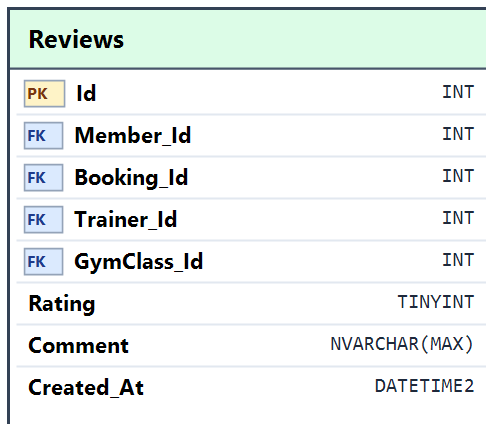 Reviews
PK Id INT
FK Member_Id INT
FK Booking_Id INT
FK Trainer_Id INT
FK GymClass_Id INT
Rating TINYINT
Comment NVARCHAR(MAX)
Created_At DATETIME2